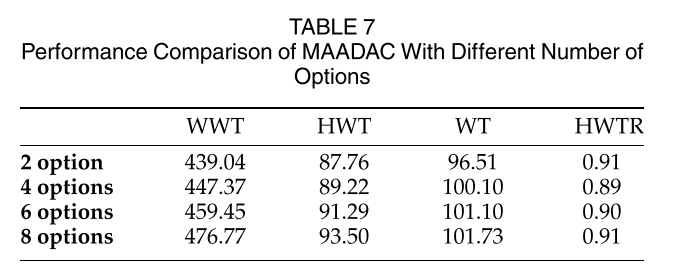 TABLE 7
Performance Comparison of MAADAC With Different Number of
Options
WWT HWT WT HWTR
2 option 439.04 87.76 96.51 0.91
4 options 447.37 89.22 100.10 0.89
6 options 459.45 91.29 101.10 0.90
8 options 476.77 93.50 101.73 0.91